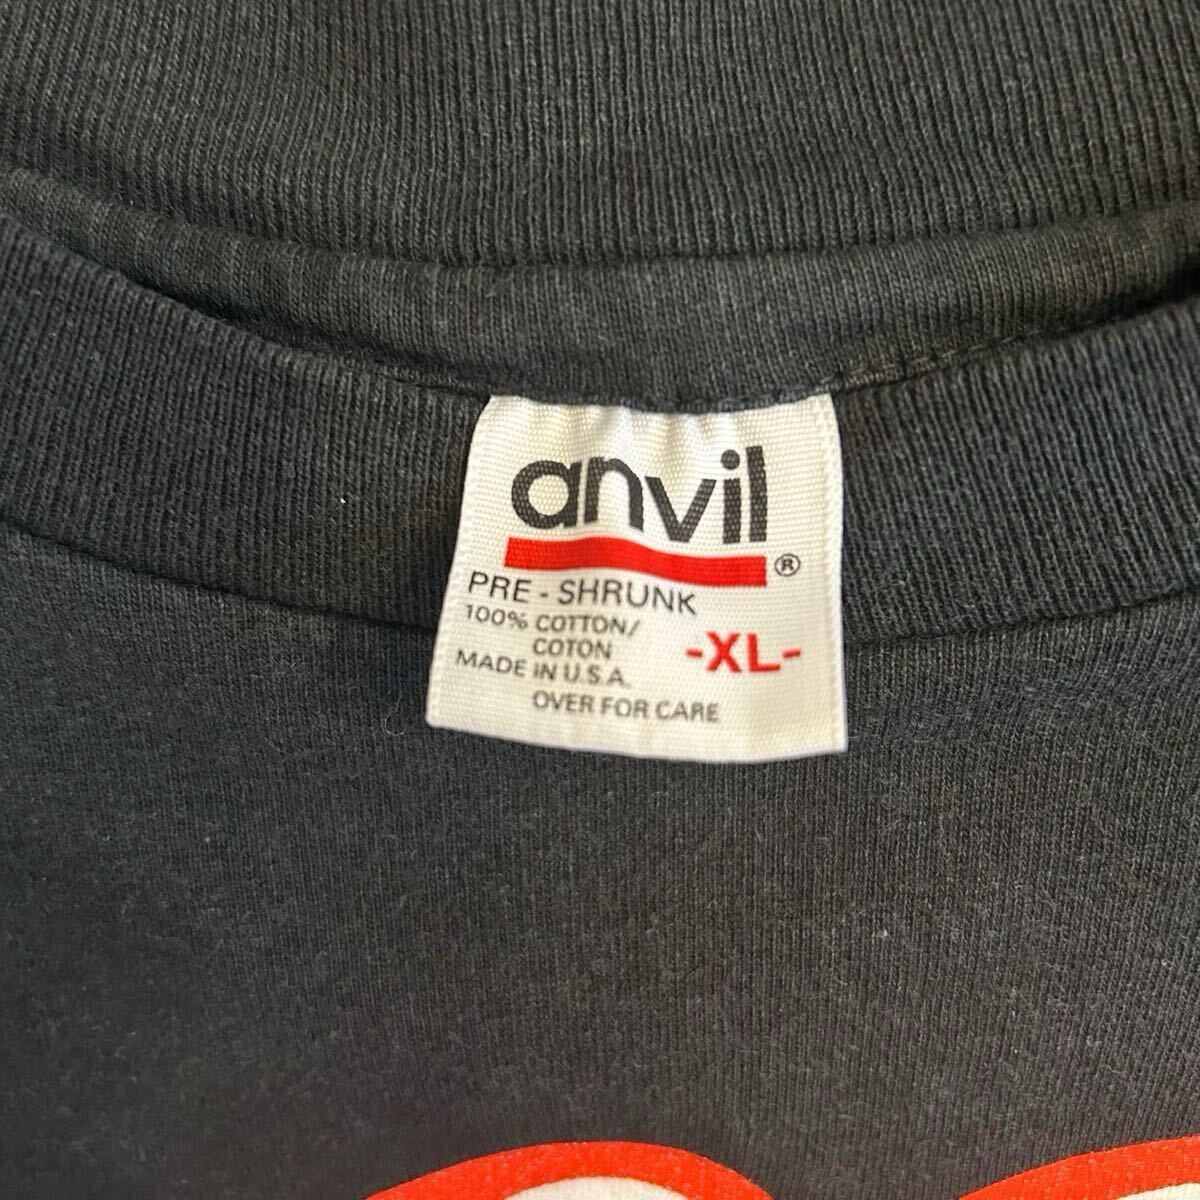 anvil
®
PRE - SHRUNK
100% COTTON/
COTON
-XL-
MADE IN U.S.A.
OVER FOR CARE